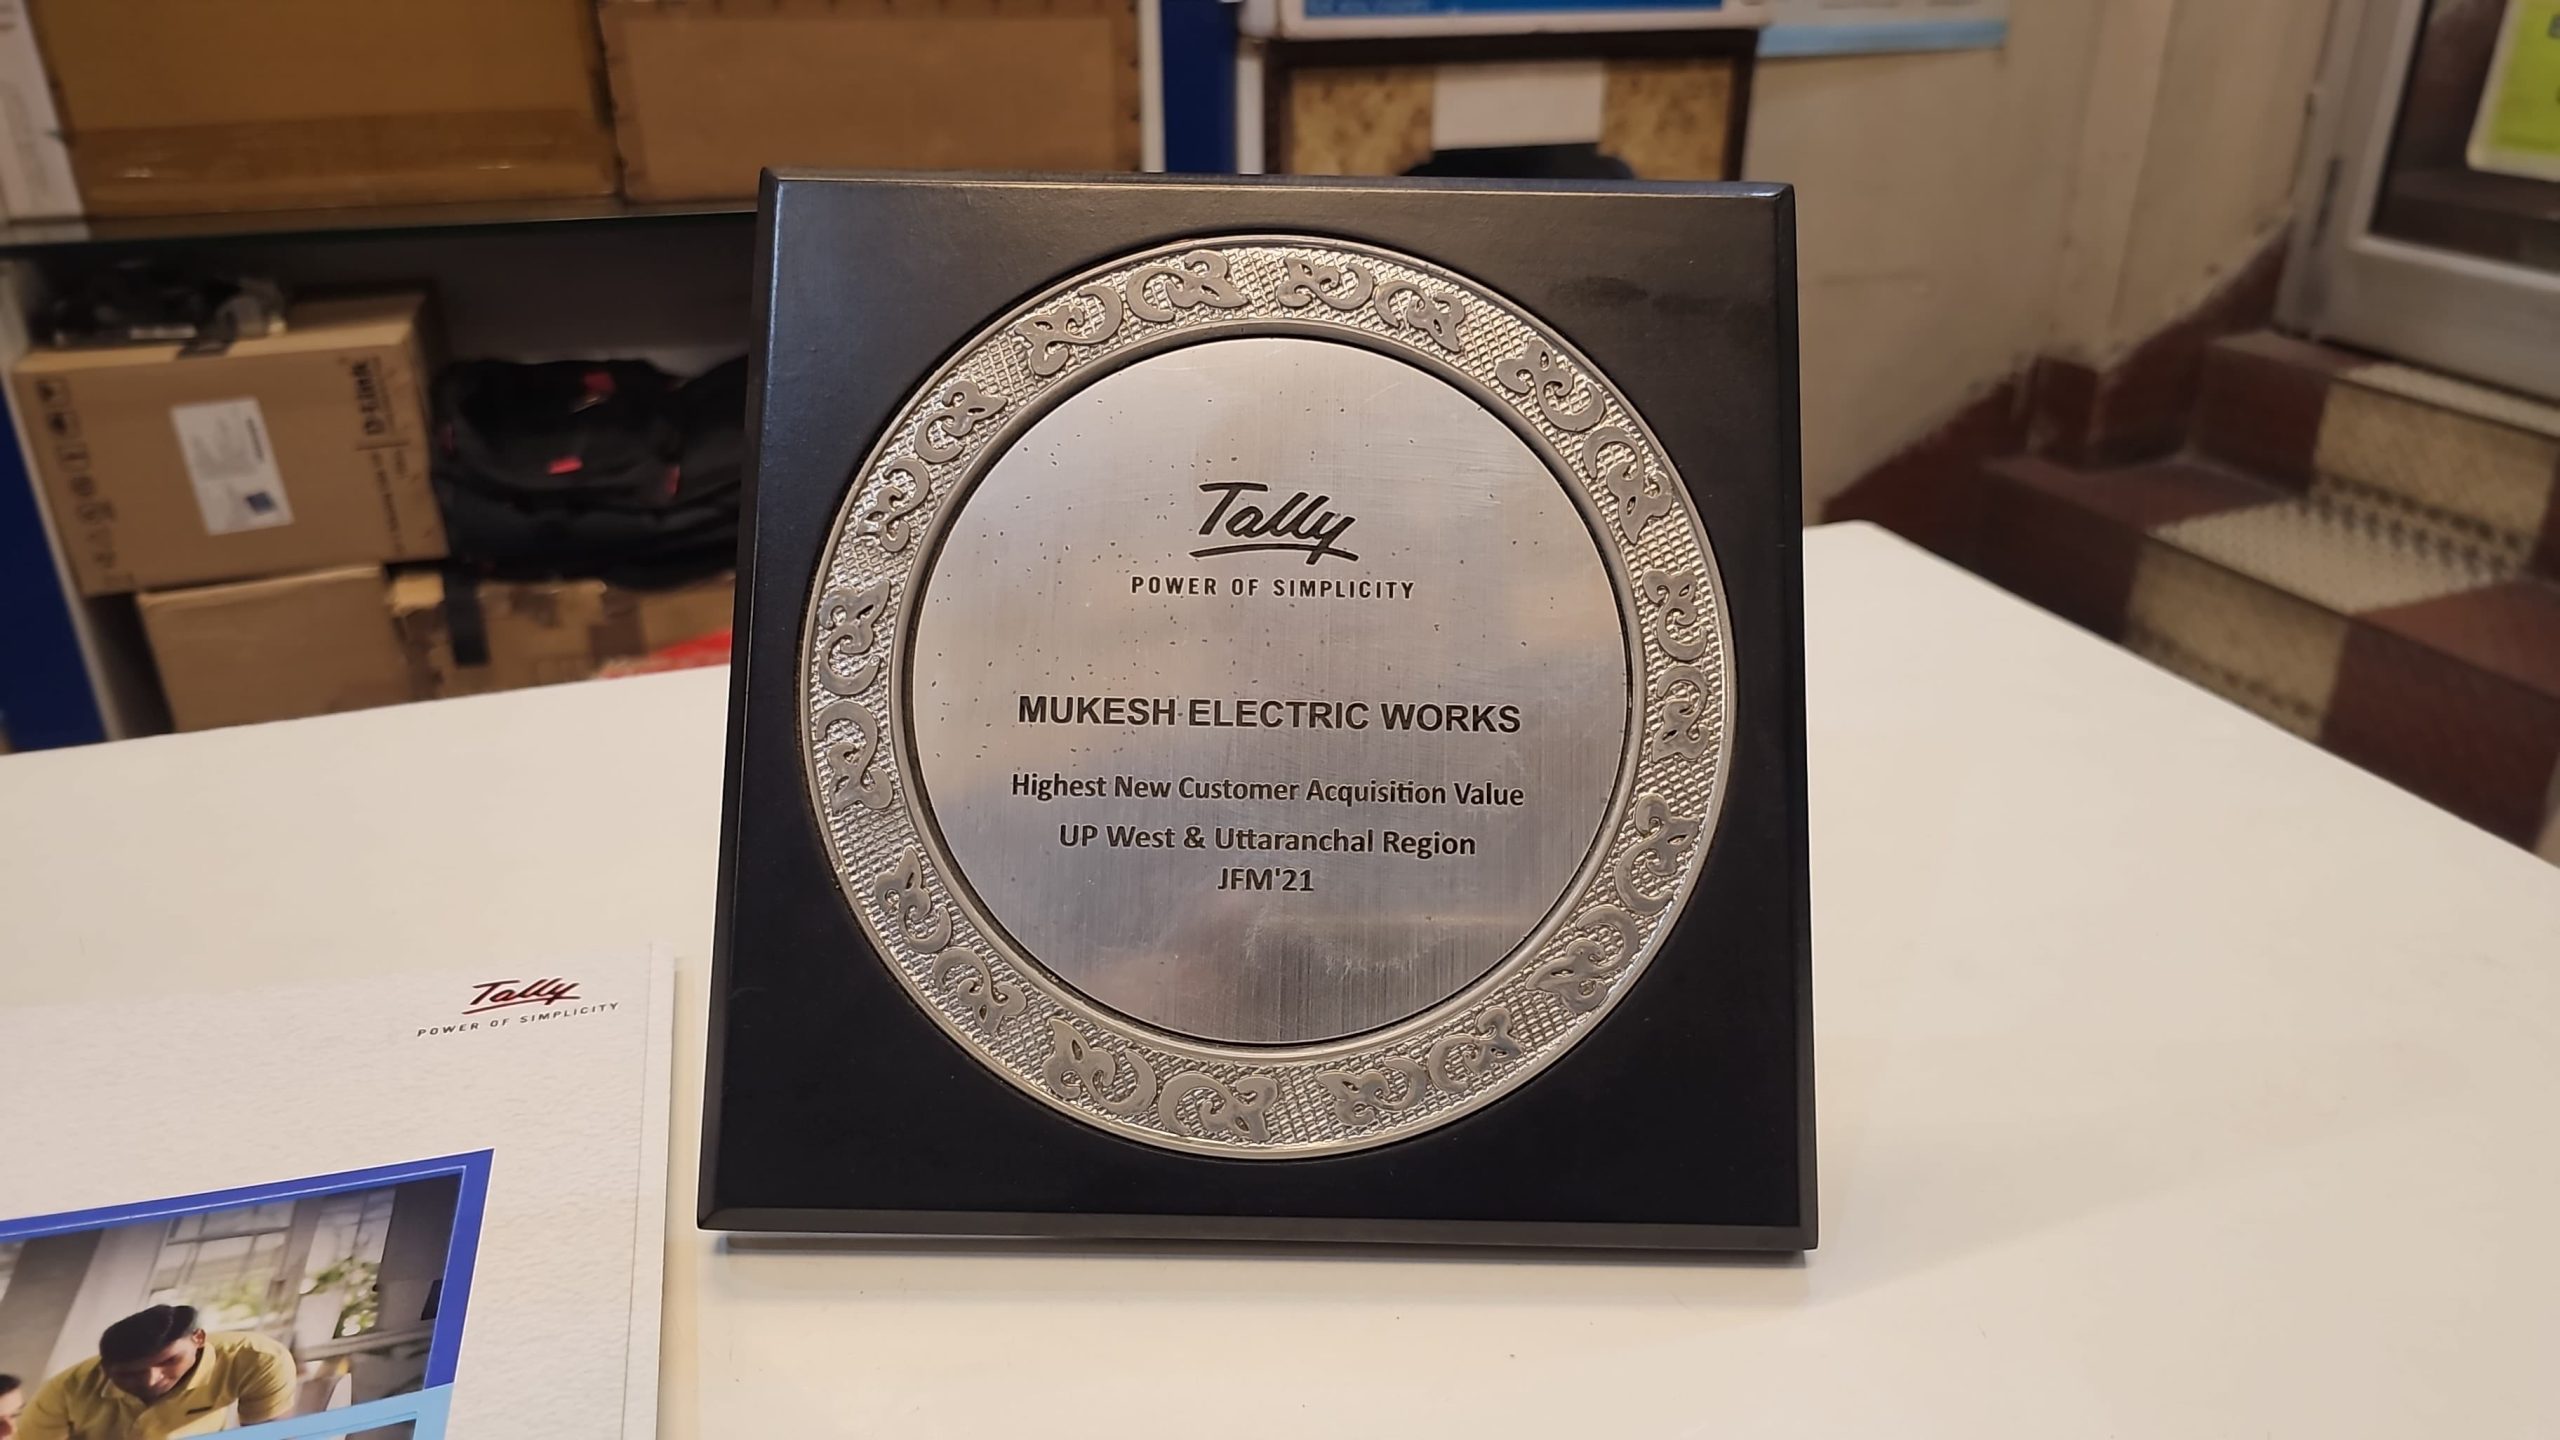 Tally
POWER OF SIMPLICITY
MUKESH ELECTRIC WORKS
Highest New Customer Acquisition Value
UP West & Uttaranchal Region
JFM'21
Tally
POWER OF SIMPLICITY